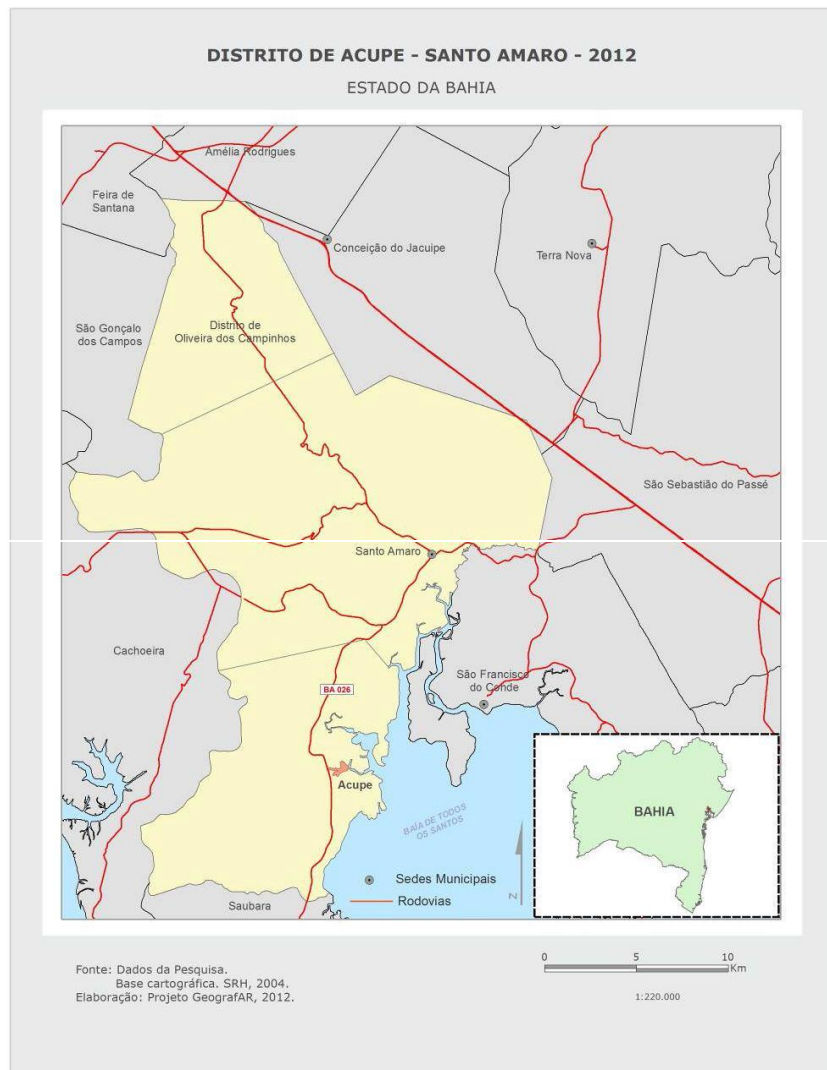 DISTRITO DE ACUPE - SANTO AMARO - 2012
ESTADO DA BAHIA
Amélia Rodrigues
Feira de
Santana
Conceição do Jacuipe
Terra Nova
São Gonçalo
dos Campos
Distrito de
Oliveira dos Campinhos
São Sebastião do Passé
Santo Amaro
Cachoeira
São Francisco
do Conde
BA 026
Acupe
BAÍA DE TODOS
OS SANTOS
BAHIA
Sedes Municipais
Rodovias
N
Saubara
Fonte: Dados da Pesquisa.
Base cartográfica. SRH, 2004.
Elaboração: Projeto GeografAR, 2012.
0 5 10
Km
1:220.000